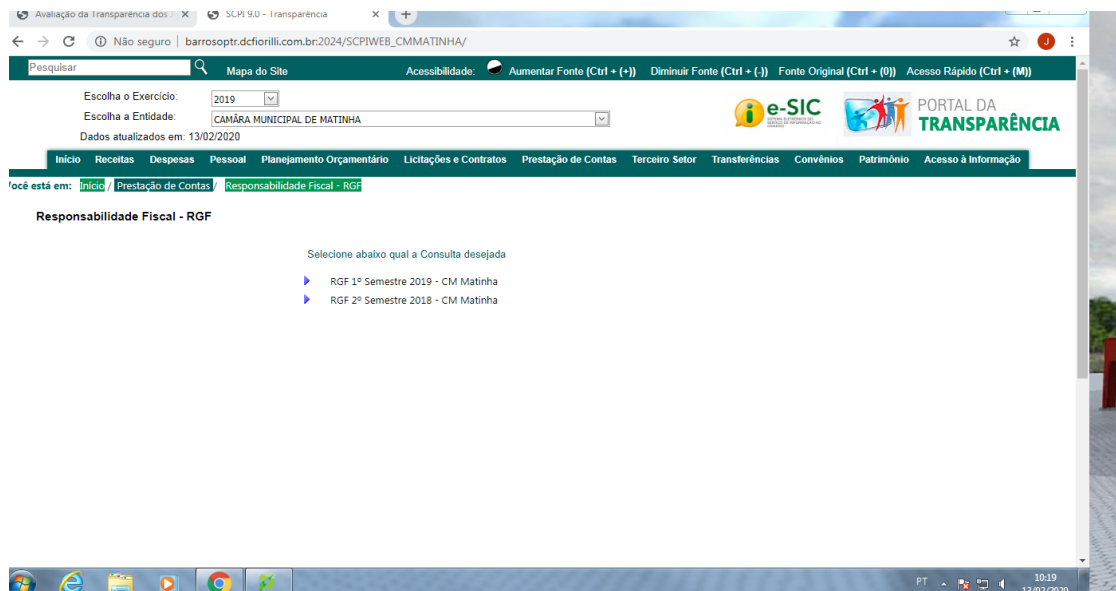 Avaliação da Transparência dos
SCPI 9.0 - Transparência
Não seguro | barrosoptr.dcfiorilli.com.br:2024/SCPIWEB_CMMATINHA/
J
Pesquisar Mapa do Site Acessibilidade: Aumentar Fonte (Ctrl + (+)) Diminuir Fonte (Ctrl + (-)) Fonte Original (Ctrl + (0)) Acesso Rápido (Ctrl + (M))
Escolha o Exercício: 2019
Escolha a Entidade: CAMÂRA MUNICIPAL DE MATINHA
Dados atualizados em: 13/02/2020
e-SIC
PORTAL DA
TRANSPARÊNCIA
Início Receitas Despesas Pessoal Planejamento Orçamentário Licitações e Contratos Prestação de Contas Terceiro Setor Transferências Convênios Patrimônio Acesso à Informação
Você está em: Início / Prestação de Contas / Responsabilidade Fiscal - RGF
Responsabilidade Fiscal - RGF
Selecione abaixo qual a Consulta desejada
RGF 1º Semestre 2019 - CM Matinha
RGF 2º Semestre 2018 - CM Matinha
PT
10:19
13/02/2020